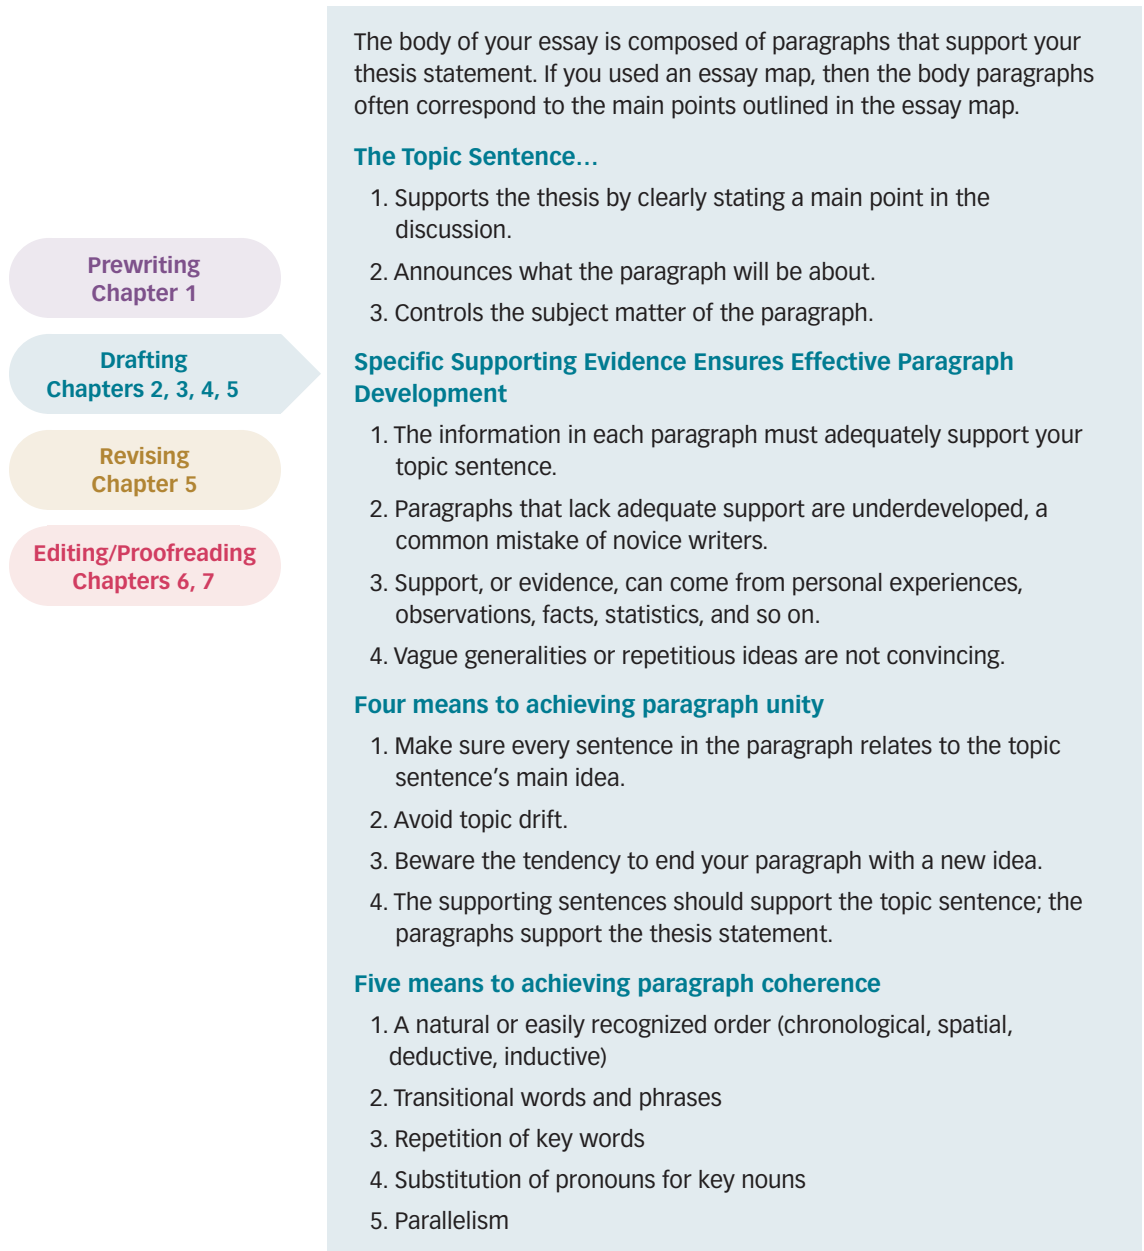 Prewriting
Chapter 1
Drafting
Chapters 2, 3, 4, 5
Revising
Chapter 5
Editing/Proofreading
Chapters 6, 7
The body of your essay is composed of paragraphs that support your
thesis statement. If you used an essay map, then the body paragraphs
often correspond to the main points outlined in the essay map.
The Topic Sentence…
1. Supports the thesis by clearly stating a main point in the
discussion.
2. Announces what the paragraph will be about.
3. Controls the subject matter of the paragraph.
Specific Supporting Evidence Ensures Effective Paragraph
Development
1. The information in each paragraph must adequately support your
topic sentence.
2. Paragraphs that lack adequate support are underdeveloped, a
common mistake of novice writers.
3. Support, or evidence, can come from personal experiences,
observations, facts, statistics, and so on.
4. Vague generalities or repetitious ideas are not convincing.
Four means to achieving paragraph unity
1. Make sure every sentence in the paragraph relates to the topic
sentence’s main idea.
2. Avoid topic drift.
3. Beware the tendency to end your paragraph with a new idea.
4. The supporting sentences should support the topic sentence; the
paragraphs support the thesis statement.
Five means to achieving paragraph coherence
1. A natural or easily recognized order (chronological, spatial,
deductive, inductive)
2. Transitional words and phrases
3. Repetition of key words
4. Substitution of pronouns for key nouns
5. Parallelism